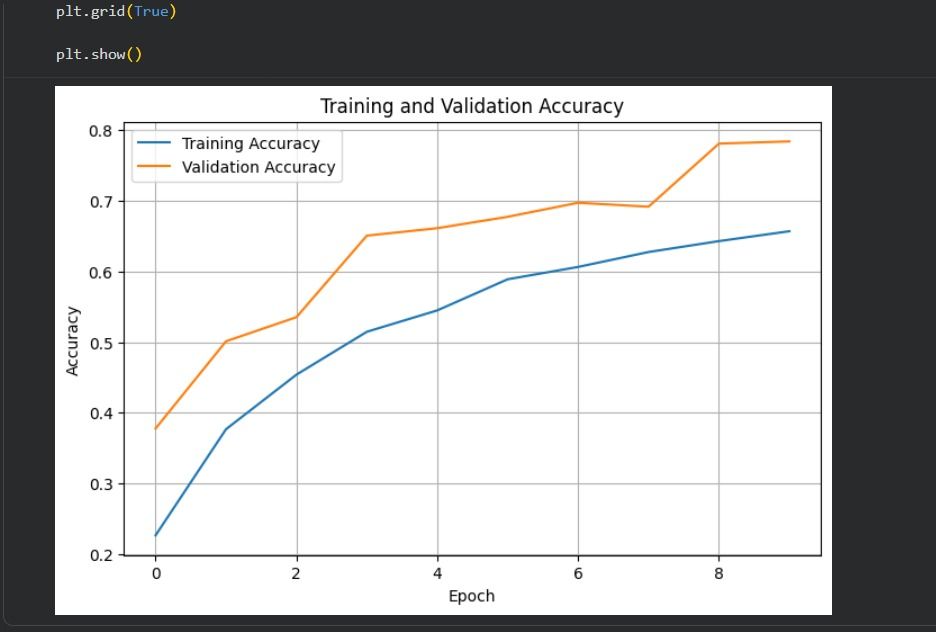 plt.grid(True)
plt.show()
Training and Validation Accuracy
Training Accuracy
Validation Accuracy
0.8
0.7
0.6
0.5
0.4
0.3
0.2
Accuracy
0 2 4 6 8
Epoch